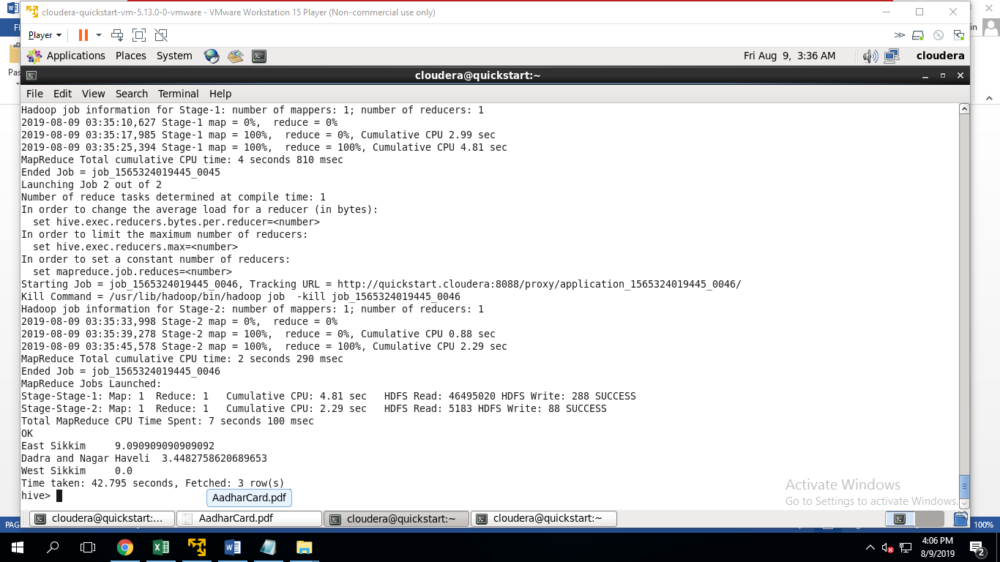 cloudera-quickstart-vm-5.13.0-0-vmware - VMware Workstation 15 Player (Non-commercial use only)
Player
Applications Places System Fri Aug 9, 3:36 AM cloudera
cloudera@quickstart:~
File Edit View Search Terminal Help
Hadoop job information for Stage-1: number of mappers: 1; number of reducers: 1
2019-08-09 03:35:10,627 Stage-1 map = 0%,  reduce = 0%
2019-08-09 03:35:17,985 Stage-1 map = 100%,  reduce = 0%, Cumulative CPU 2.99 sec
2019-08-09 03:35:25,394 Stage-1 map = 100%,  reduce = 100%, Cumulative CPU 4.81 sec
MapReduce Total cumulative CPU time: 4 seconds 810 msec
Ended Job = job_1565324019445_0045
Launching Job 2 out of 2
Number of reduce tasks determined at compile time: 1
In order to change the average load for a reducer (in bytes):
  set hive.exec.reducers.bytes.per.reducer=<number>
In order to limit the maximum number of reducers:
  set hive.exec.reducers.max=<number>
In order to set a constant number of reducers:
  set mapreduce.job.reduces=<number>
Starting Job = job_1565324019445_0046, Tracking URL = http://quickstart.cloudera:8088/proxy/application_1565324019445_0046/
Kill Command = /usr/lib/hadoop/bin/hadoop job  -kill job_1565324019445_0046
Hadoop job information for Stage-2: number of mappers: 1; number of reducers: 1
2019-08-09 03:35:33,998 Stage-2 map = 0%,  reduce = 0%
2019-08-09 03:35:39,278 Stage-2 map = 100%,  reduce = 0%, Cumulative CPU 0.88 sec
2019-08-09 03:35:45,578 Stage-2 map = 100%,  reduce = 100%, Cumulative CPU 2.29 sec
MapReduce Total cumulative CPU time: 2 seconds 290 msec
Ended Job = job_1565324019445_0046
MapReduce Jobs Launched:
Stage-Stage-1: Map: 1  Reduce: 1   Cumulative CPU: 4.81 sec   HDFS Read: 46495020 HDFS Write: 288 SUCCESS
Stage-Stage-2: Map: 1  Reduce: 1   Cumulative CPU: 2.29 sec   HDFS Read: 5183 HDFS Write: 88 SUCCESS
Total MapReduce CPU Time Spent: 7 seconds 100 msec
OK
East Sikkim     9.090909090909092
Dadra and Nagar Haveli  3.4482758620689653
West Sikkim     0.0
Time taken: 42.795 seconds, Fetched: 3 row(s)
hive>
AadharCard.pdf
Activate Windows
Go to Settings to activate Windows.
cloudera@quickstart:... AadharCard.pdf cloudera@quickstart:~ cloudera@quickstart:~
PAG 100%
4:06 PM
8/9/2019
2